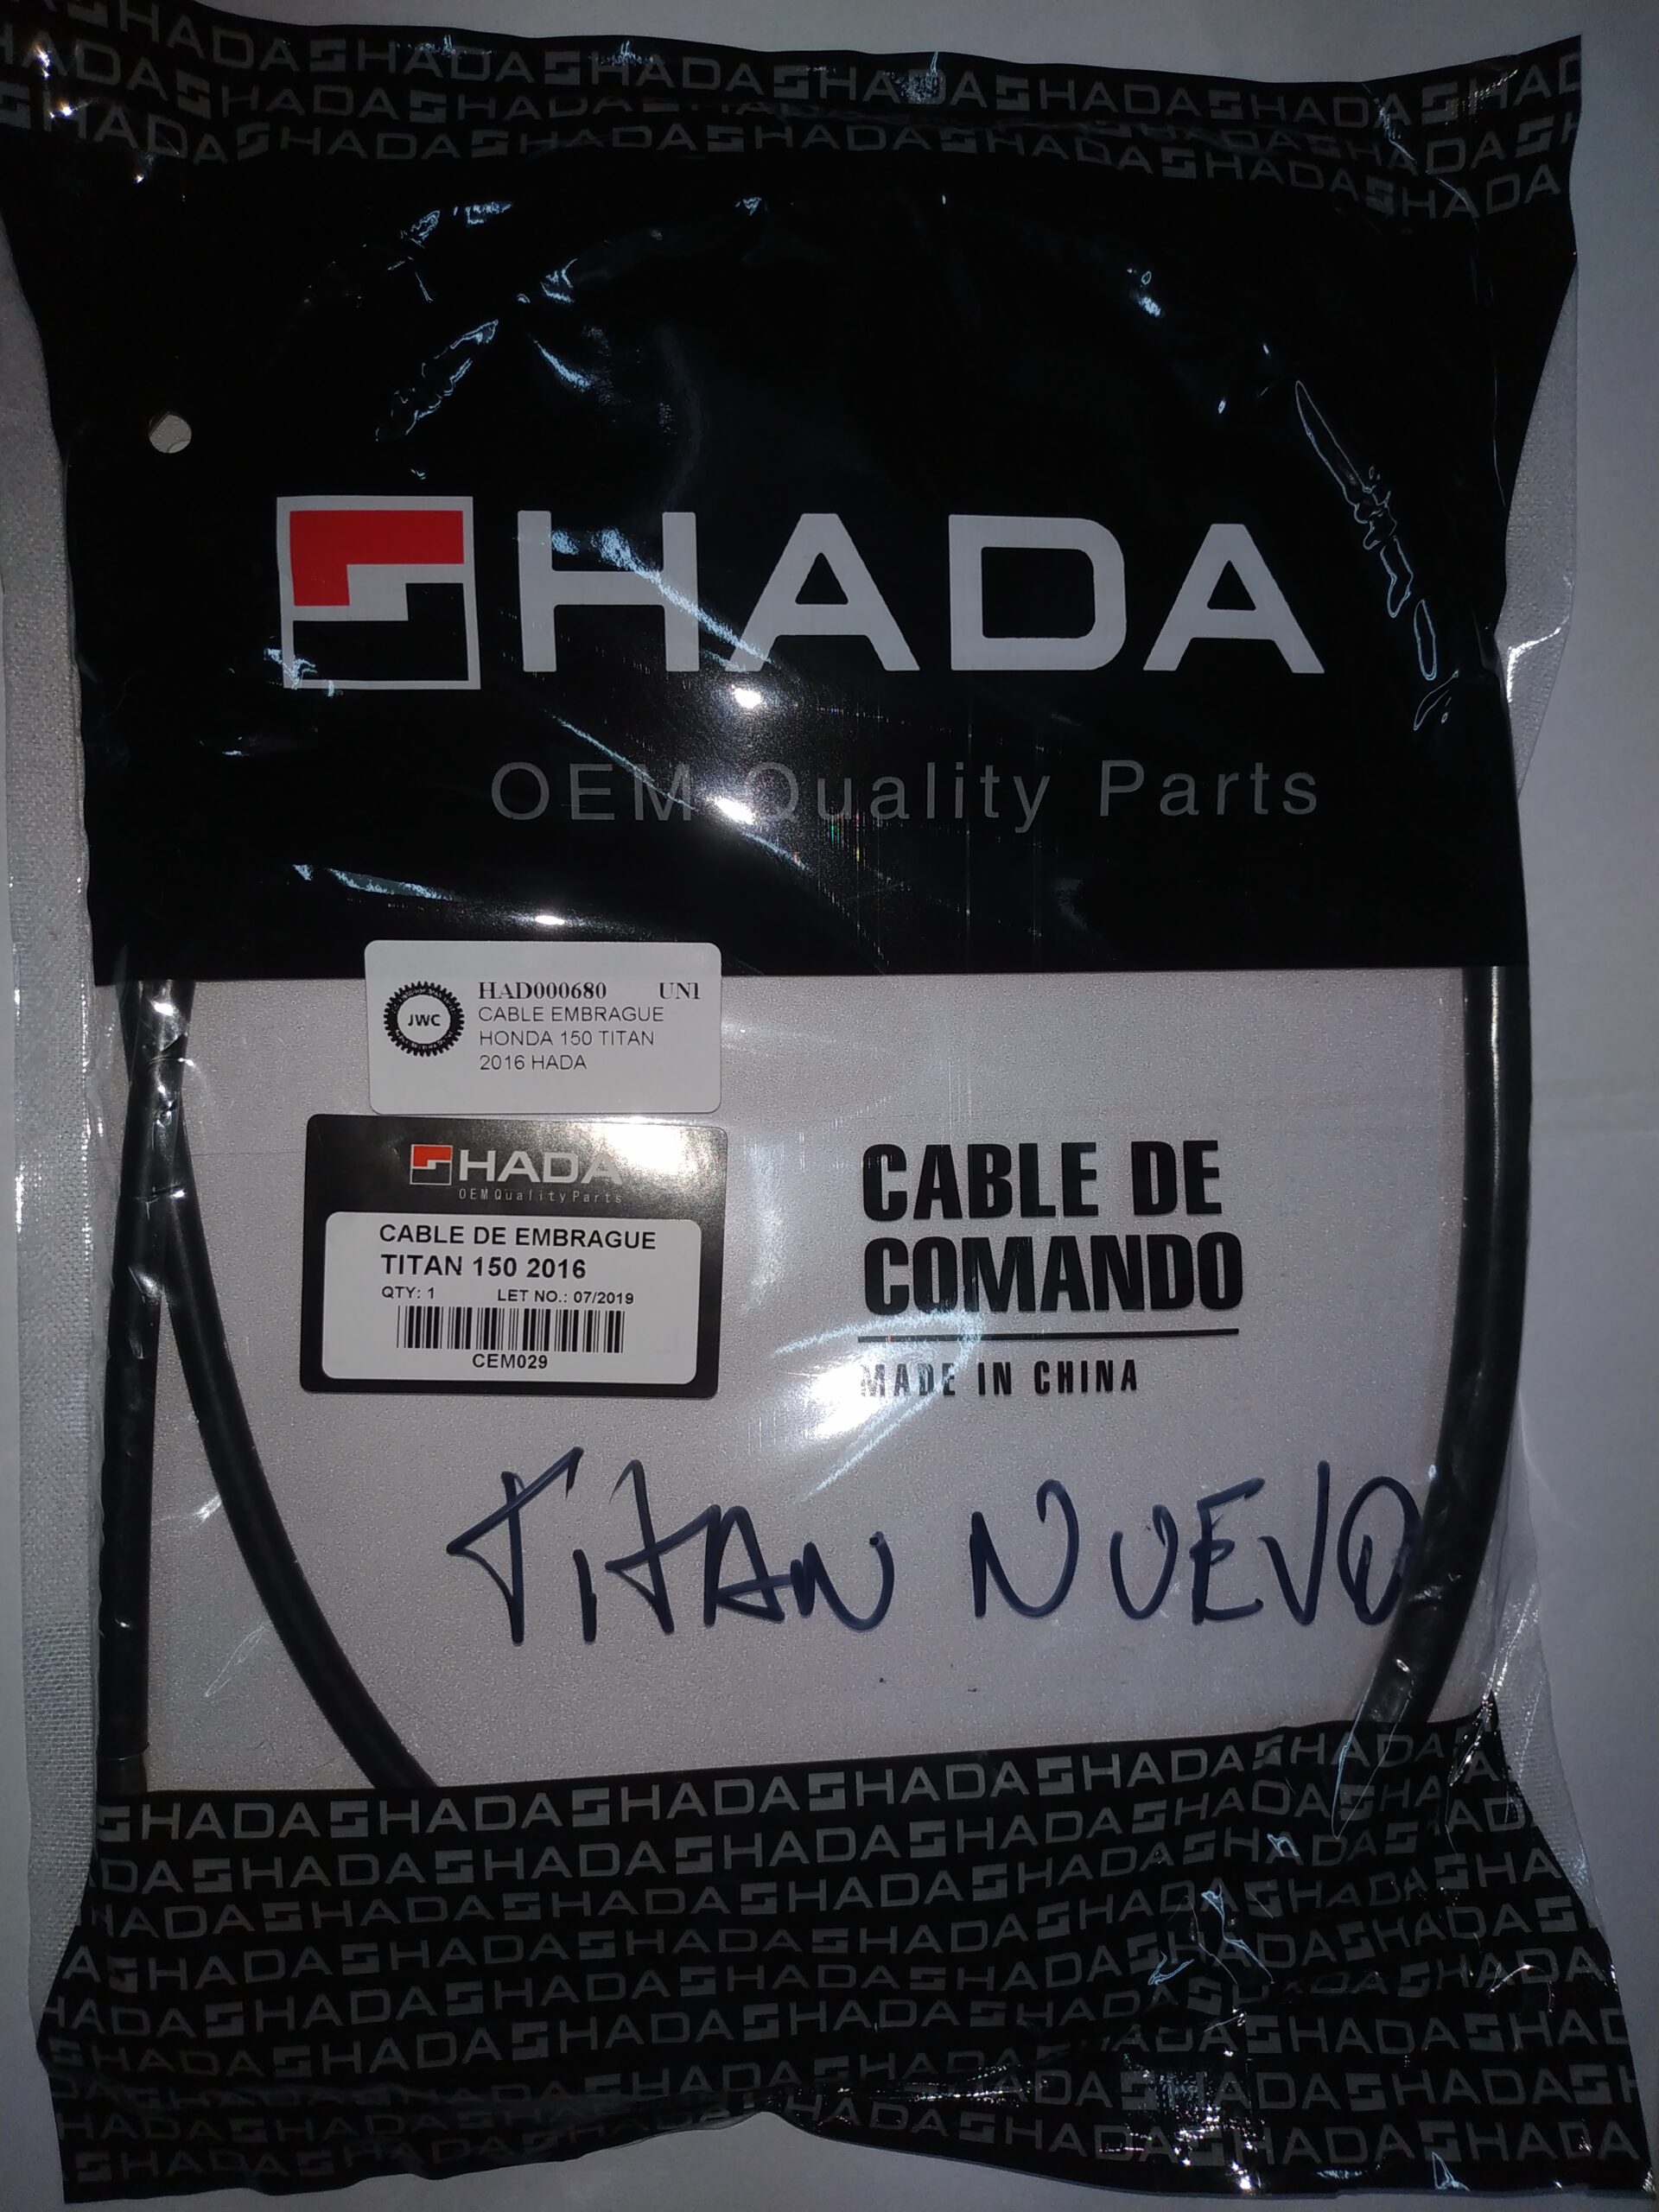 HADA
OEM Quality Parts
JWC
HAD000680 UN1
CABLE EMBRAGUE
HONDA 150 TITAN
2016 HADA
HADA
OEM Quality Parts
CABLE DE EMBRAGUE
TITAN 150 2016
QTY: 1 LET NO.: 07/2019
CEM029
CABLE DE
COMANDO
MADE IN CHINA
TITAN NUEVO